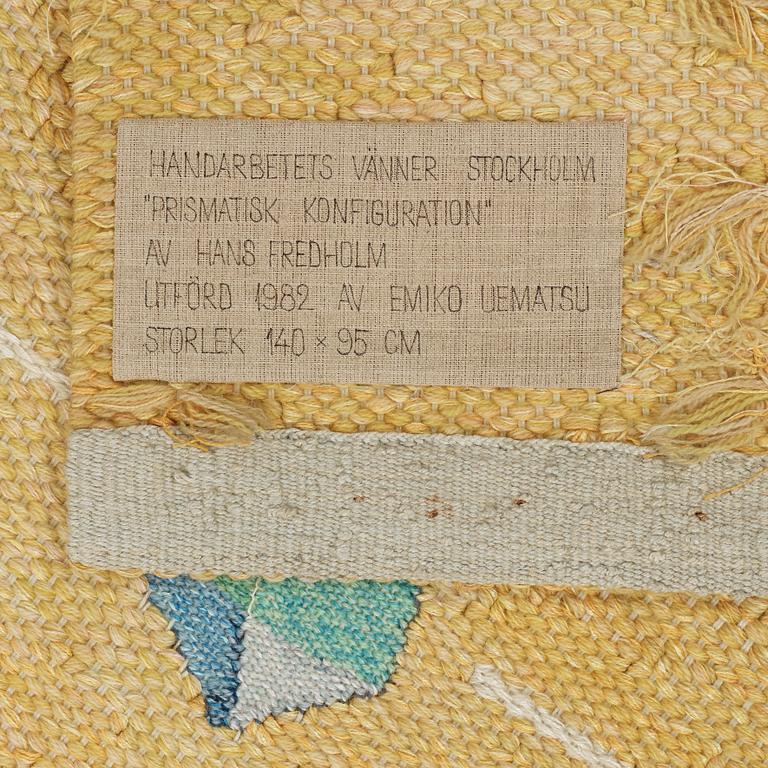 HANDARBETETS VÄNNER STOCKHOLM
"PRISMATISK KONFIGURATION"
AV HANS FREDHOLM
UTFÖRD 1982 AV EMIKO UEMATSU
STORLEK 140 × 95 CM